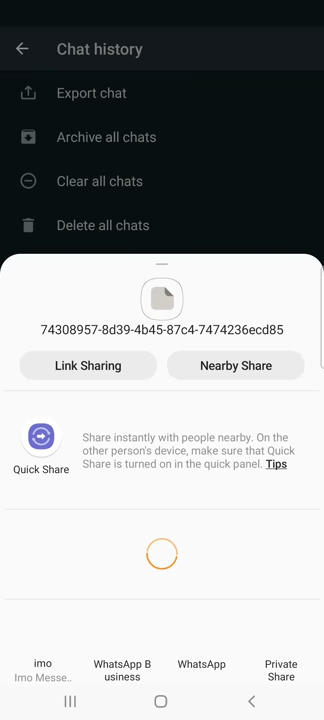 Chat history
Export chat
Archive all chats
Clear all chats
Delete all chats
74308957-8d39-4b45-87c4-7474236ecd85
Link Sharing
Nearby Share
Quick Share
Share instantly with people nearby. On the
other person's device, make sure that Quick
Share is turned on in the quick panel. Tips
imo
Imo Messe..
WhatsApp B
usiness
WhatsApp
Private
Share